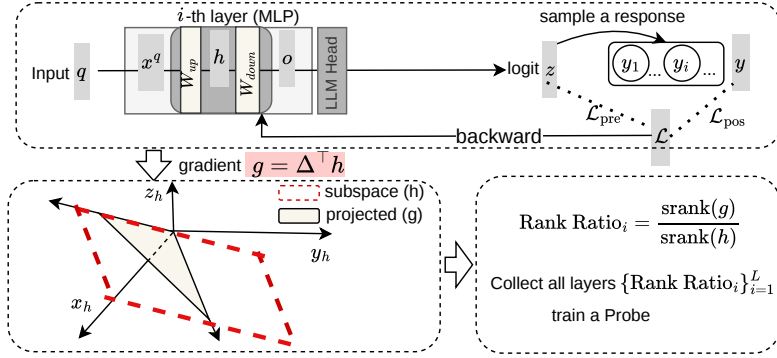 i-th layer (MLP)
sample a response
Input q
x^q
W_up
h
W_down
o
LLM Head
logit z
y_1 ... y_i ...
y
L_pre
L_pos
L
backward
gradient g = Δ^⊤ h
z_h
subspace (h)
projected (g)
y_h
x_h
Rank Ratio_i = srank(g) / srank(h)
Collect all layers {Rank Ratio_i}_{i=1}^L
train a Probe